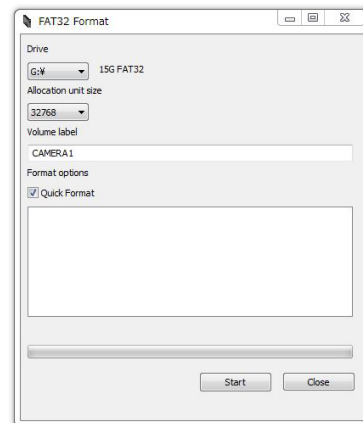 FAT32 Format
Drive
G:¥ 15G FAT32
Allocation unit size
32768
Volume label
CAMERA1
Format options
Quick Format
Start Close